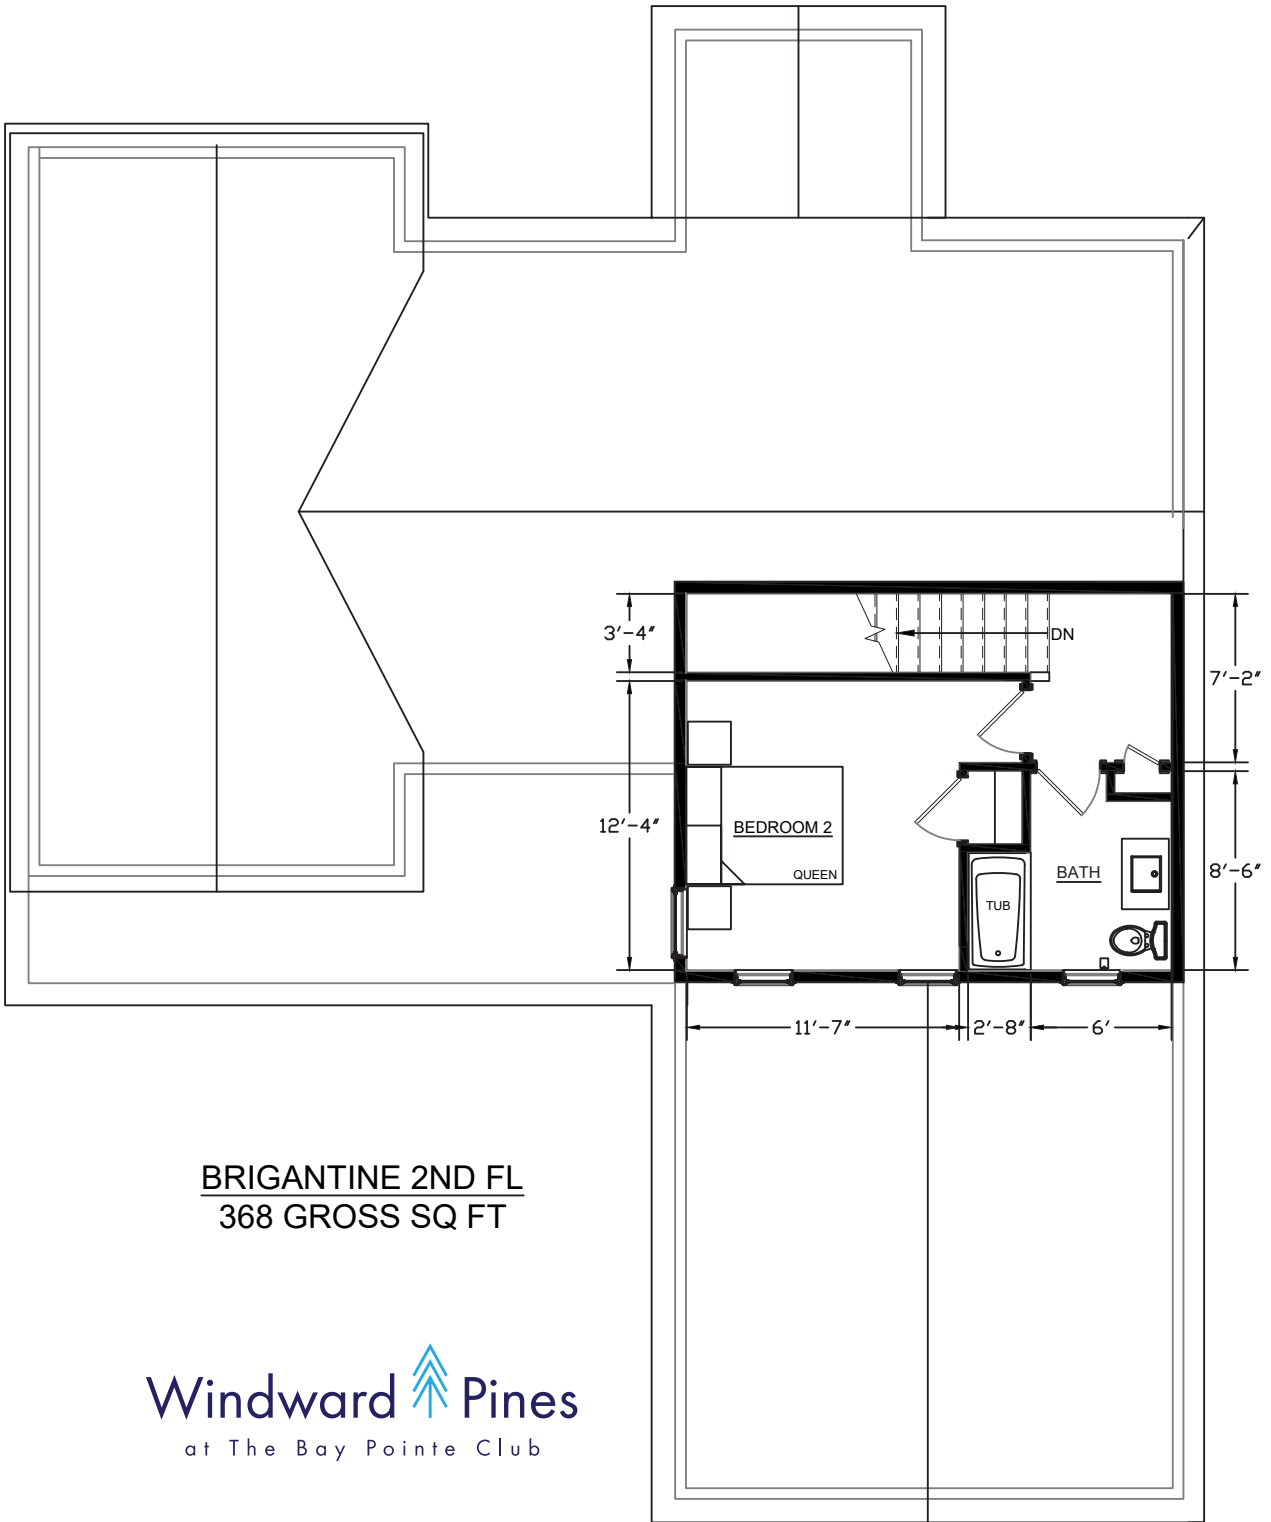 3'-4"
DN
7'-2"
12'-4"
BEDROOM 2
QUEEN
BATH
8'-6"
TUB
11'-7"
2'-8"
6'
BRIGANTINE 2ND FL
368 GROSS SQ FT
Windward Pines
at The Bay Pointe Club